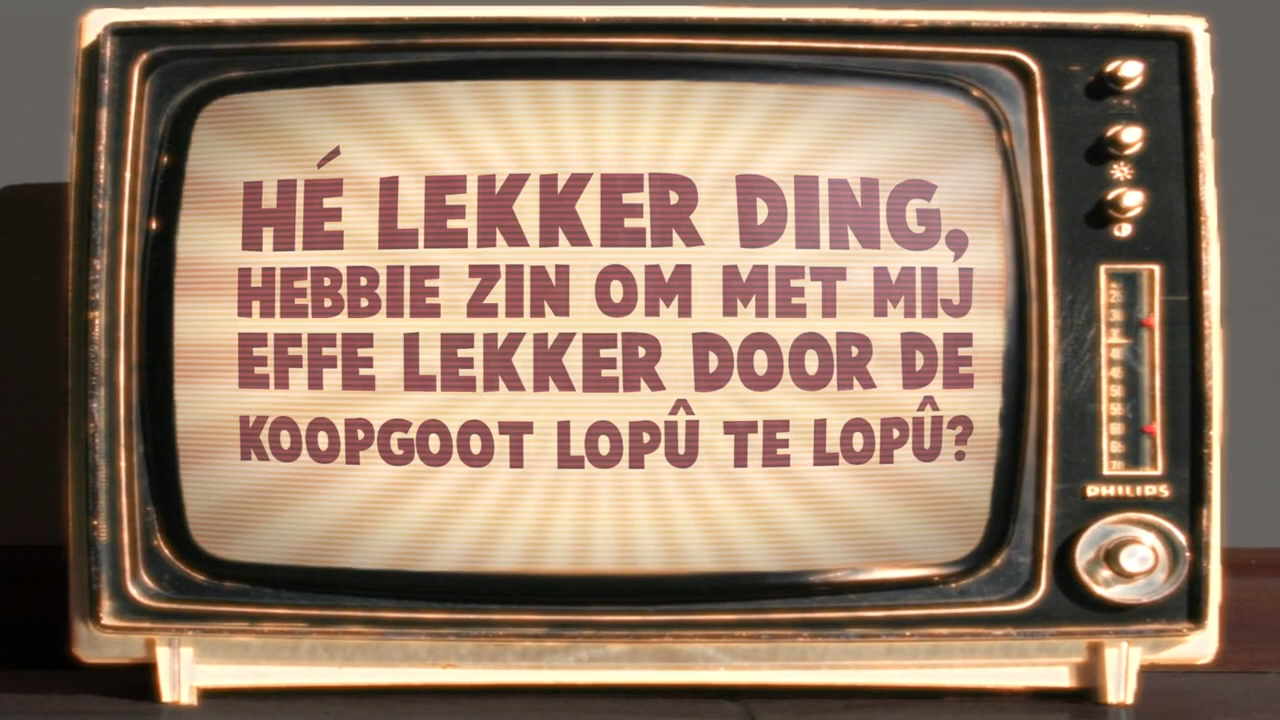 HÉ LEKKER DING,
HEBBIE ZIN OM MET MIJ
EFFE LEKKER DOOR DE
KOOPGOOT LOPÛ TE LOPÛ?
PHILIPS